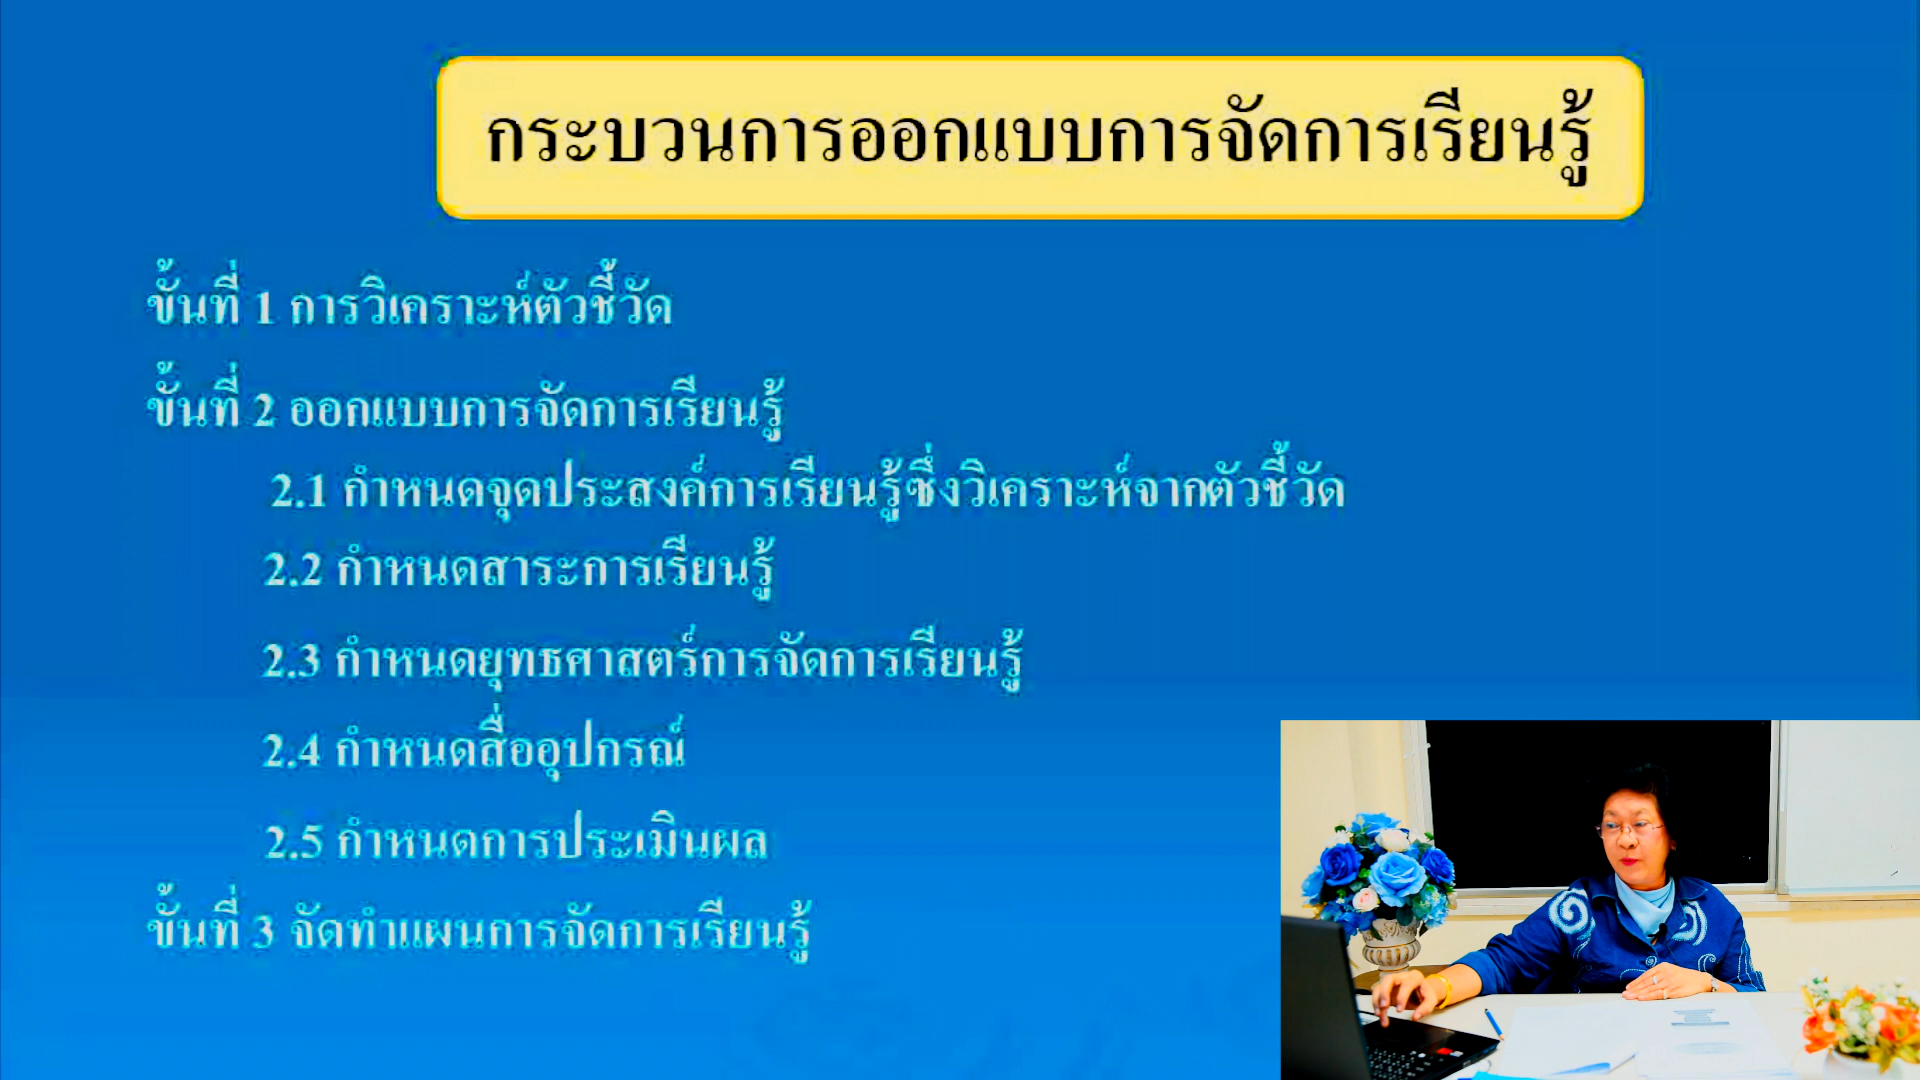 กระบวนการออกแบบการจัดการเรียนรู้
ขั้นที่ 1 การวิเคราะห์ตัวชี้วัด
ขั้นที่ 2 ออกแบบการจัดการเรียนรู้
2.1 กำหนดจุดประสงค์การเรียนรู้ซึ่งวิเคราะห์จากตัวชี้วัด
2.2 กำหนดสาระการเรียนรู้
2.3 กำหนดยุทธศาสตร์การจัดการเรียนรู้
2.4 กำหนดสื่ออุปกรณ์
2.5 กำหนดการประเมินผล
ขั้นที่ 3 จัดทำแผนการจัดการเรียนรู้